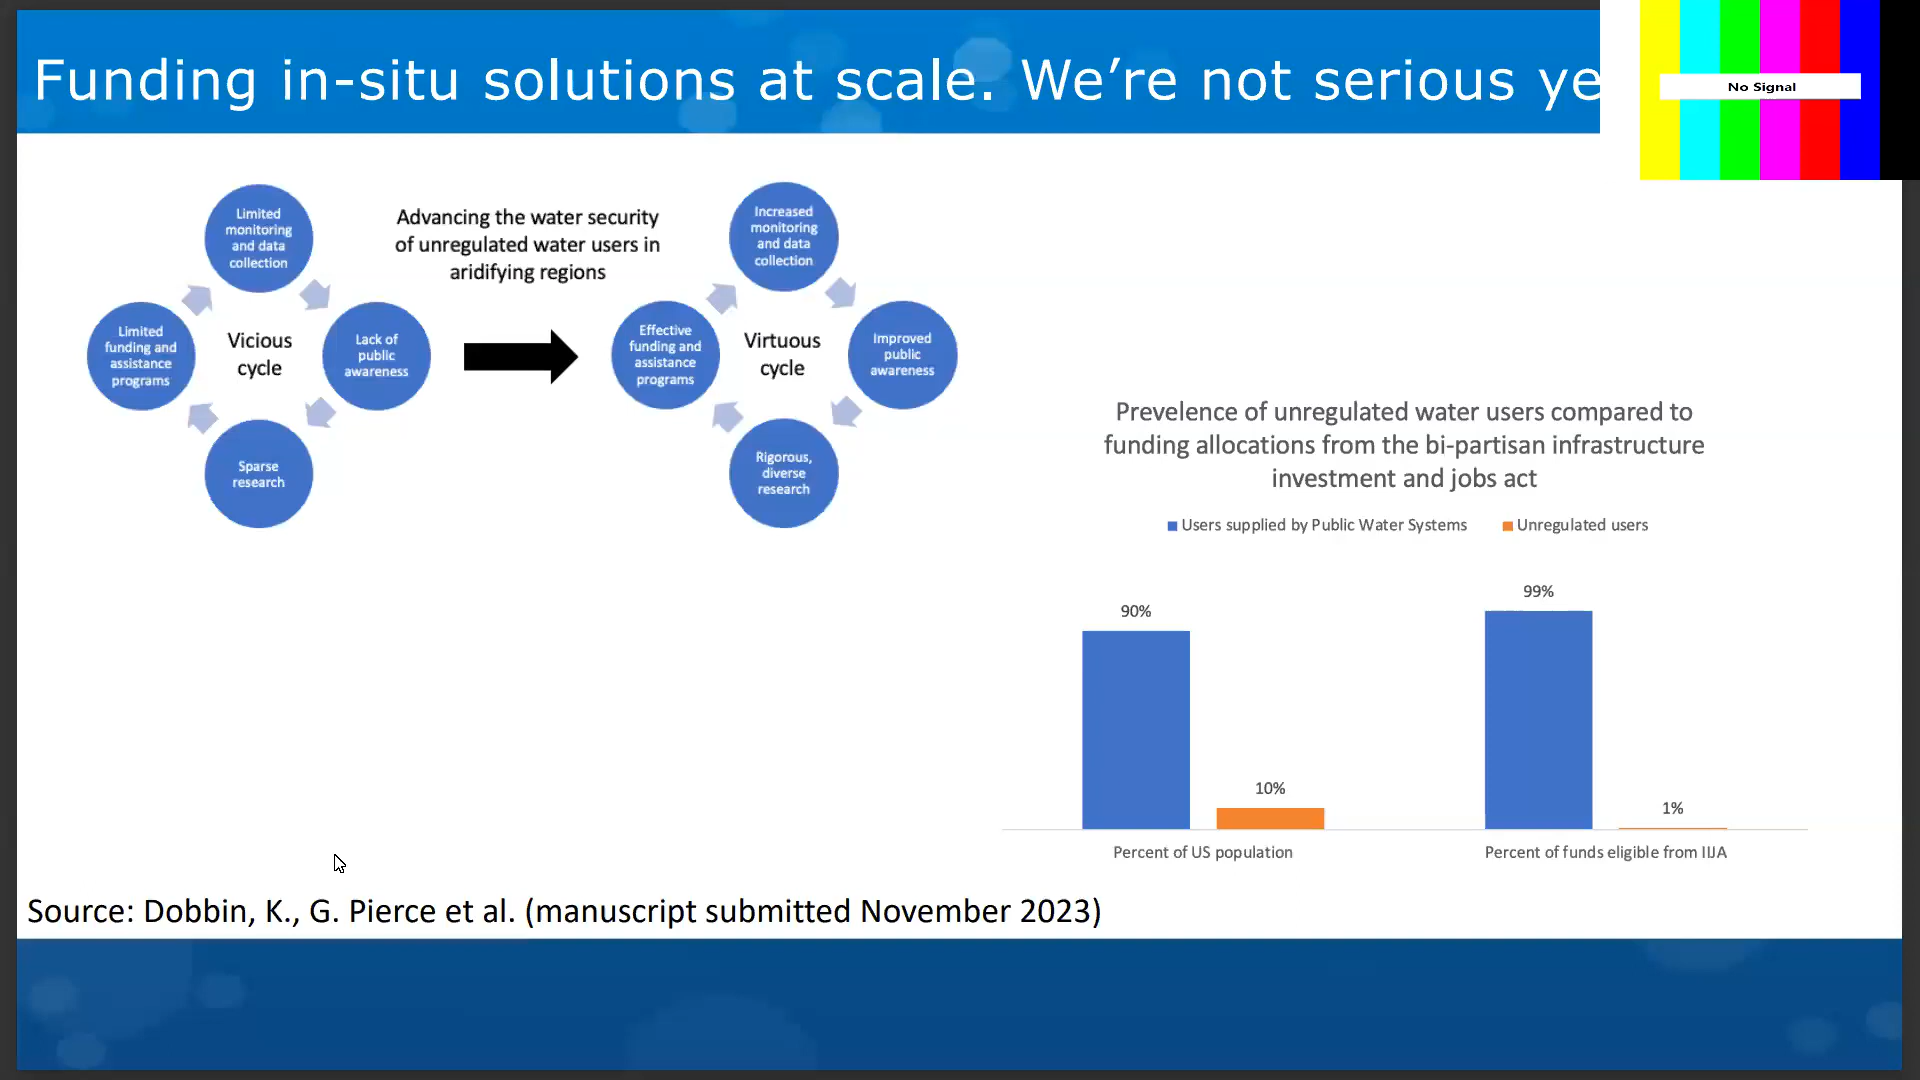 Funding in-situ solutions at scale. We're not serious ye
No Signal
Limited
monitoring
and data
collection
Limited
funding and
assistance
programs
Vicious
cycle
Lack of
public
awareness
Sparse
research
Advancing the water security
of unregulated water users in
aridifying regions
Increased
monitoring
and data
collection
Effective
funding and
assistance
programs
Virtuous
cycle
Improved
public
awareness
Rigorous,
diverse
research
Prevelence of unregulated water users compared to
funding allocations from the bi-partisan infrastructure
investment and jobs act
Users supplied by Public Water Systems
Unregulated users
90%
10%
99%
1%
Percent of US population
Percent of funds eligible from IIJA
Source: Dobbin, K., G. Pierce et al. (manuscript submitted November 2023)